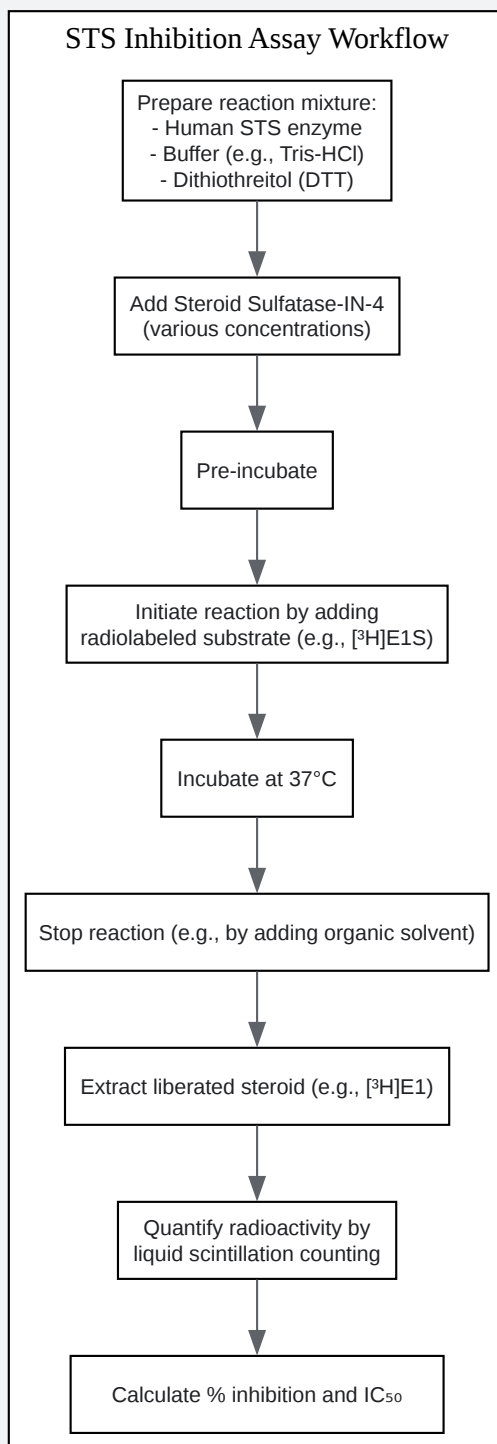 STS Inhibition Assay Workflow
Prepare reaction mixture:
- Human STS enzyme
- Buffer (e.g., Tris-HCl)
- Dithiothreitol (DTT)
Add Steroid Sulfatase-IN-4
(various concentrations)
Pre-incubate
Initiate reaction by adding
radiolabeled substrate (e.g., [³H]E1S)
Incubate at 37°C
Stop reaction (e.g., by adding organic solvent)
Extract liberated steroid (e.g., [³H]E1)
Quantify radioactivity by
liquid scintillation counting
Calculate % inhibition and IC₅₀